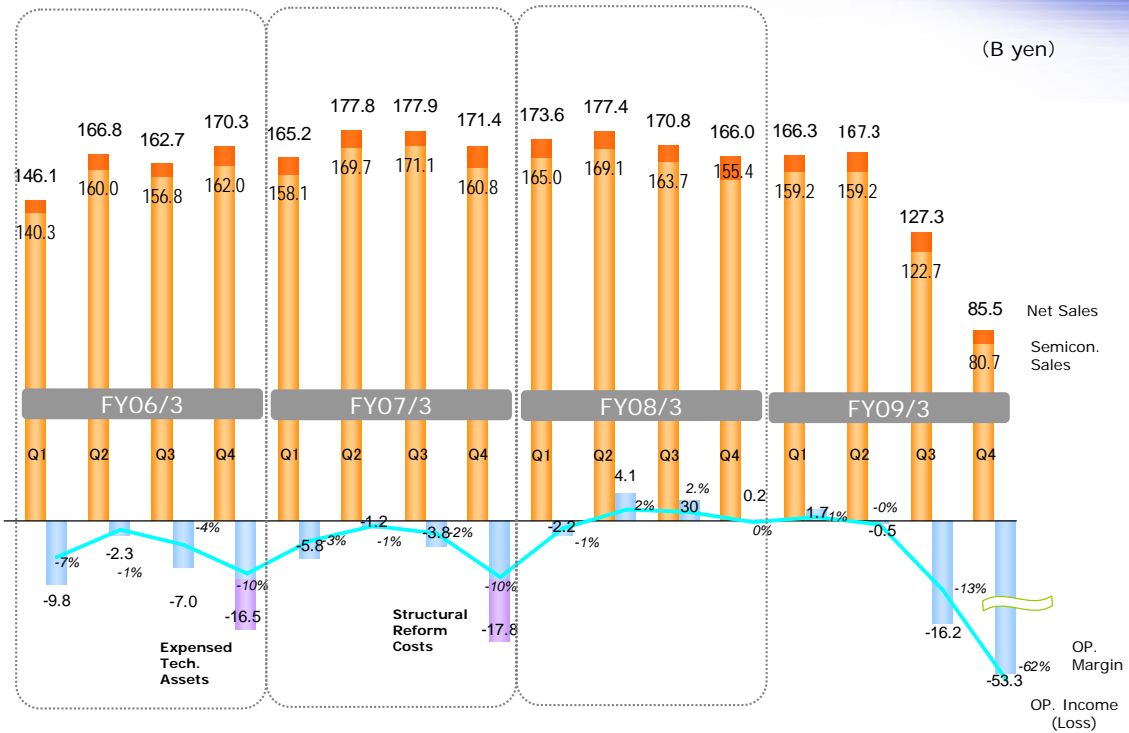 (B yen)
146.1
166.8
162.7
170.3
165.2
177.8
177.9
171.4
173.6
177.4
170.8
166.0
166.3
167.3
127.3
85.5
140.3
160.0
156.8
162.0
158.1
169.7
171.1
160.8
165.0
169.1
163.7
155.4
159.2
159.2
122.7
80.7
Net Sales
Semicon.
Sales
FY06/3
FY07/3
FY08/3
FY09/3
Q1
Q2
Q3
Q4
Q1
Q2
Q3
Q4
Q1
Q2
Q3
Q4
Q1
Q2
Q3
Q4
-9.8
-2.3
-7.0
-16.5
-5.8
-1.2
-3.8
-17.8
-2.2
4.1
30
0.2
1.7
-0.5
-16.2
-53.3
-7%
-1%
-4%
-10%
-3%
-1%
-2%
-10%
-1%
2%
2.%
0%
1%
-0%
-13%
-62%
Expensed
Tech.
Assets
Structural
Reform
Costs
OP.
Margin
OP. Income
(Loss)